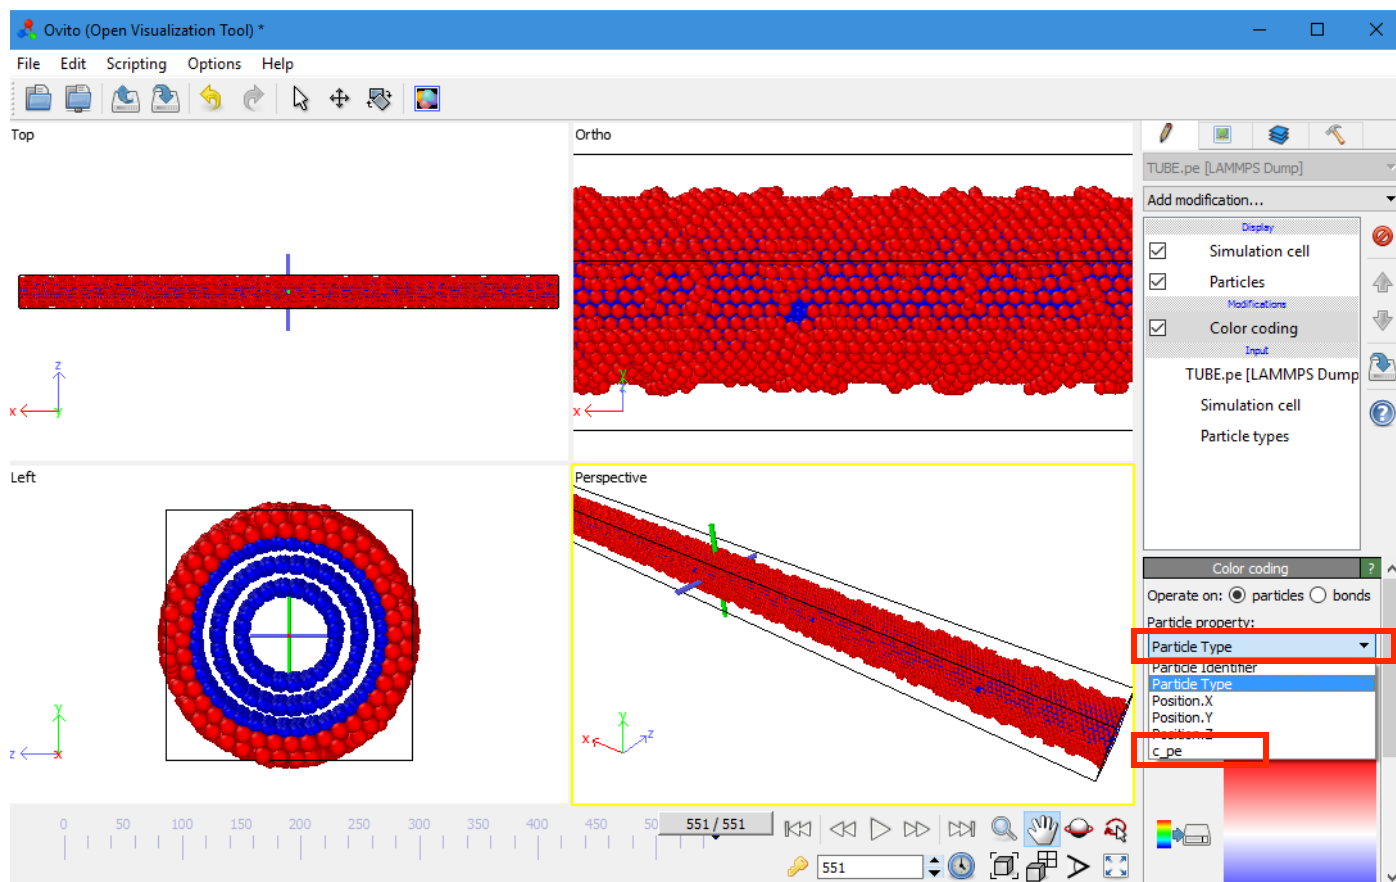 Ovito (Open Visualization Tool) *
File Edit Scripting Options Help
Top
Ortho
TUBE.pe [LAMMPS Dump]
Add modification...
Display
Simulation cell
Particles
Modifications
Color coding
Input
TUBE.pe [LAMMPS Dump
Simulation cell
Particle types
z
x
y
y
z
x
Left
Perspective
y
z
x
y
x
z
Color coding ?
Operate on: particles bonds
Particle property:
Particle Type
Particle Identifier
Particle Type
Position.X
Position.Y
Position.Z
c_pe
0 50 100 150 200 250 300 350 400 450 50
551 / 551
551